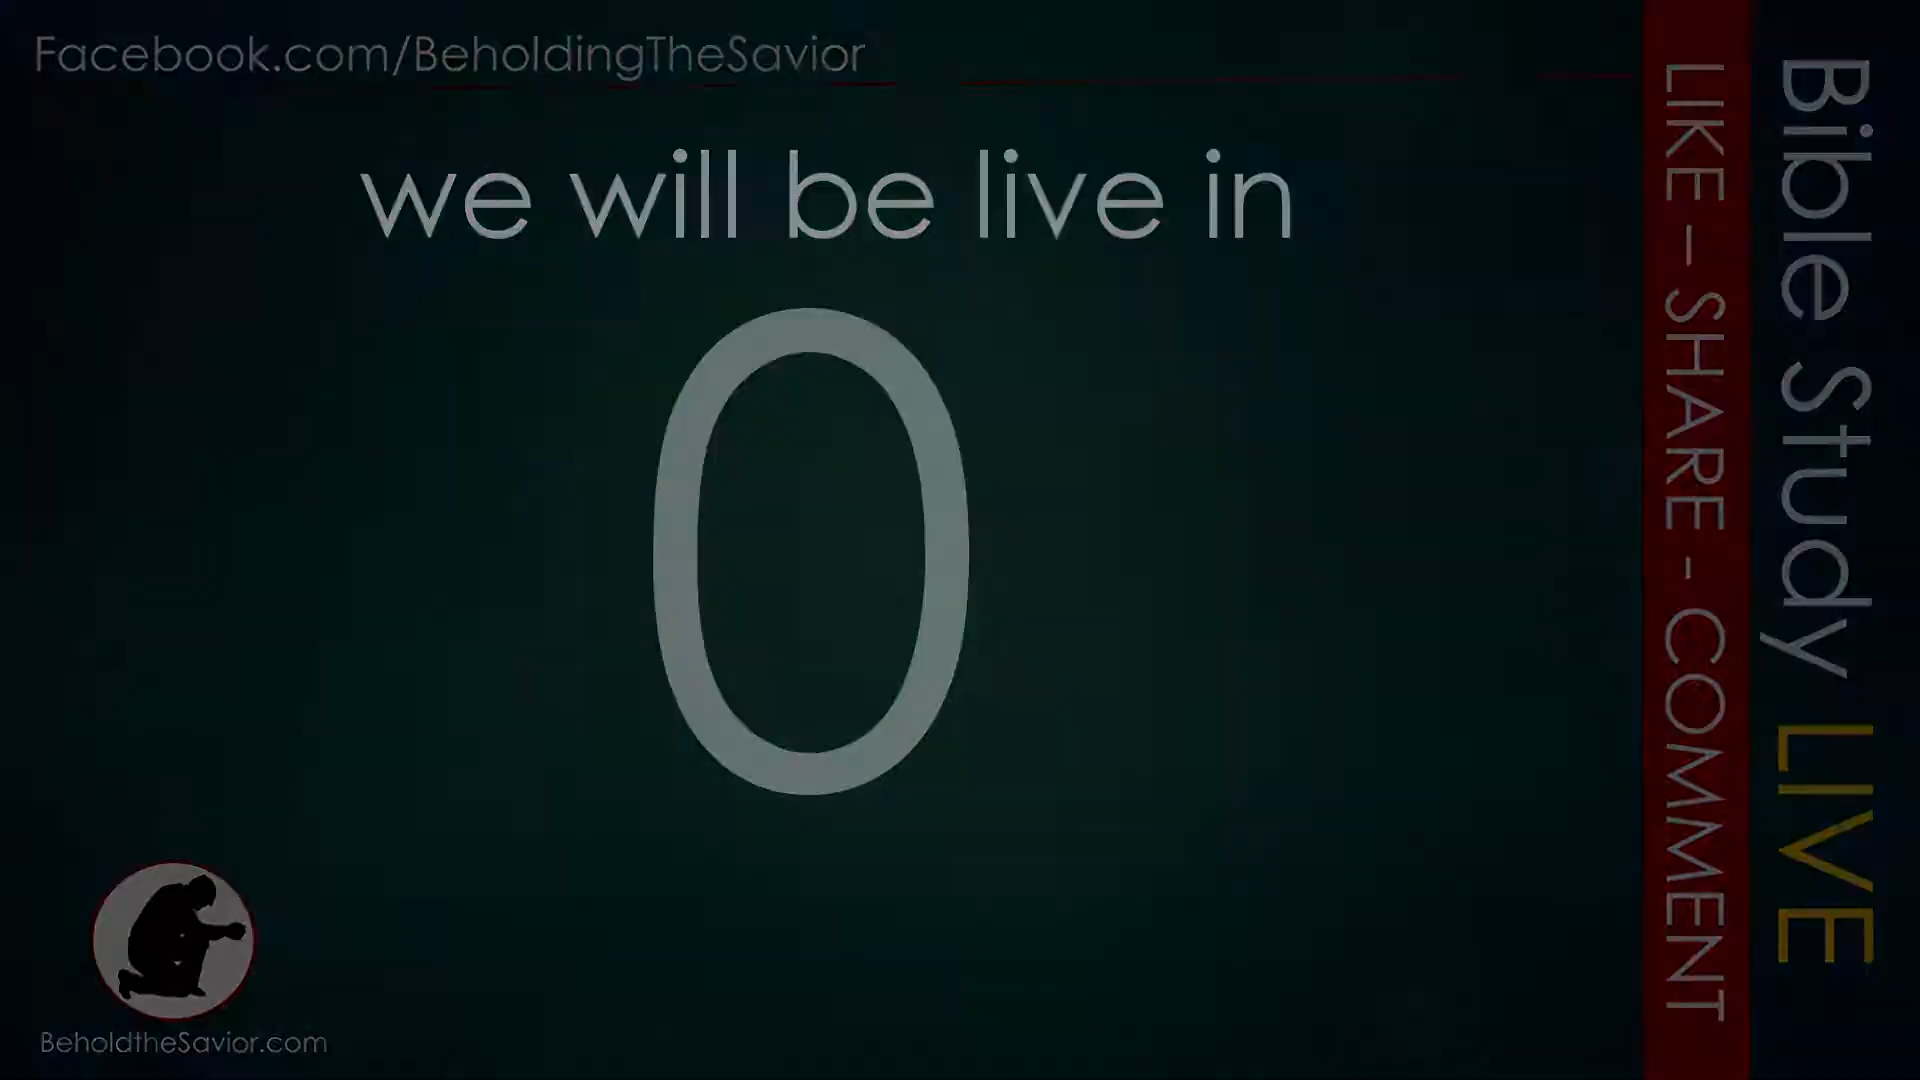 Facebook.com/BeholdingTheSavior
we will be live in
0
BeholdtheSavior.com
LIKE – SHARE - COMMENT
Bible Study LIVE